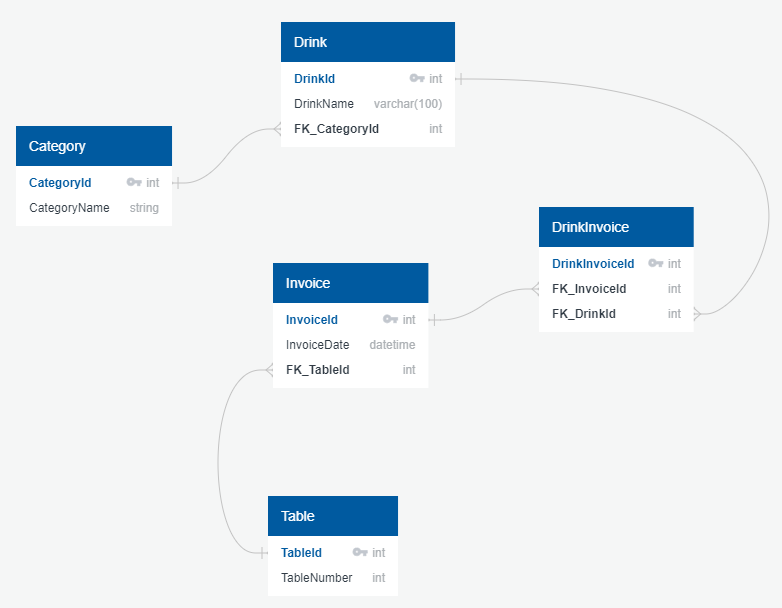 Drink
DrinkId int
DrinkName varchar(100)
FK_CategoryId int
Category
CategoryId int
CategoryName string
DrinkInvoice
DrinkInvoiceId int
FK_InvoiceId int
FK_DrinkId int
Invoice
InvoiceId int
InvoiceDate datetime
FK_TableId int
Table
TableId int
TableNumber int